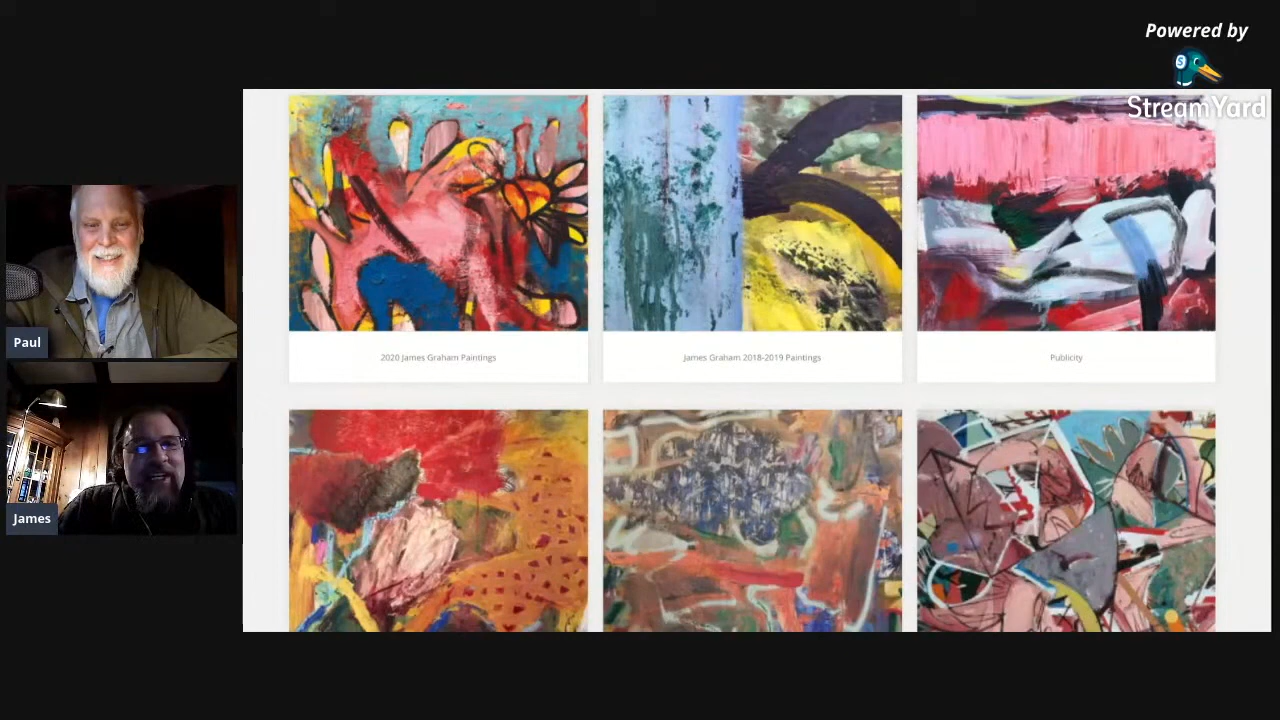 Powered by
StreamYard
Paul
James
2020 James Graham Paintings
James Graham 2018-2019 Paintings
Publicity